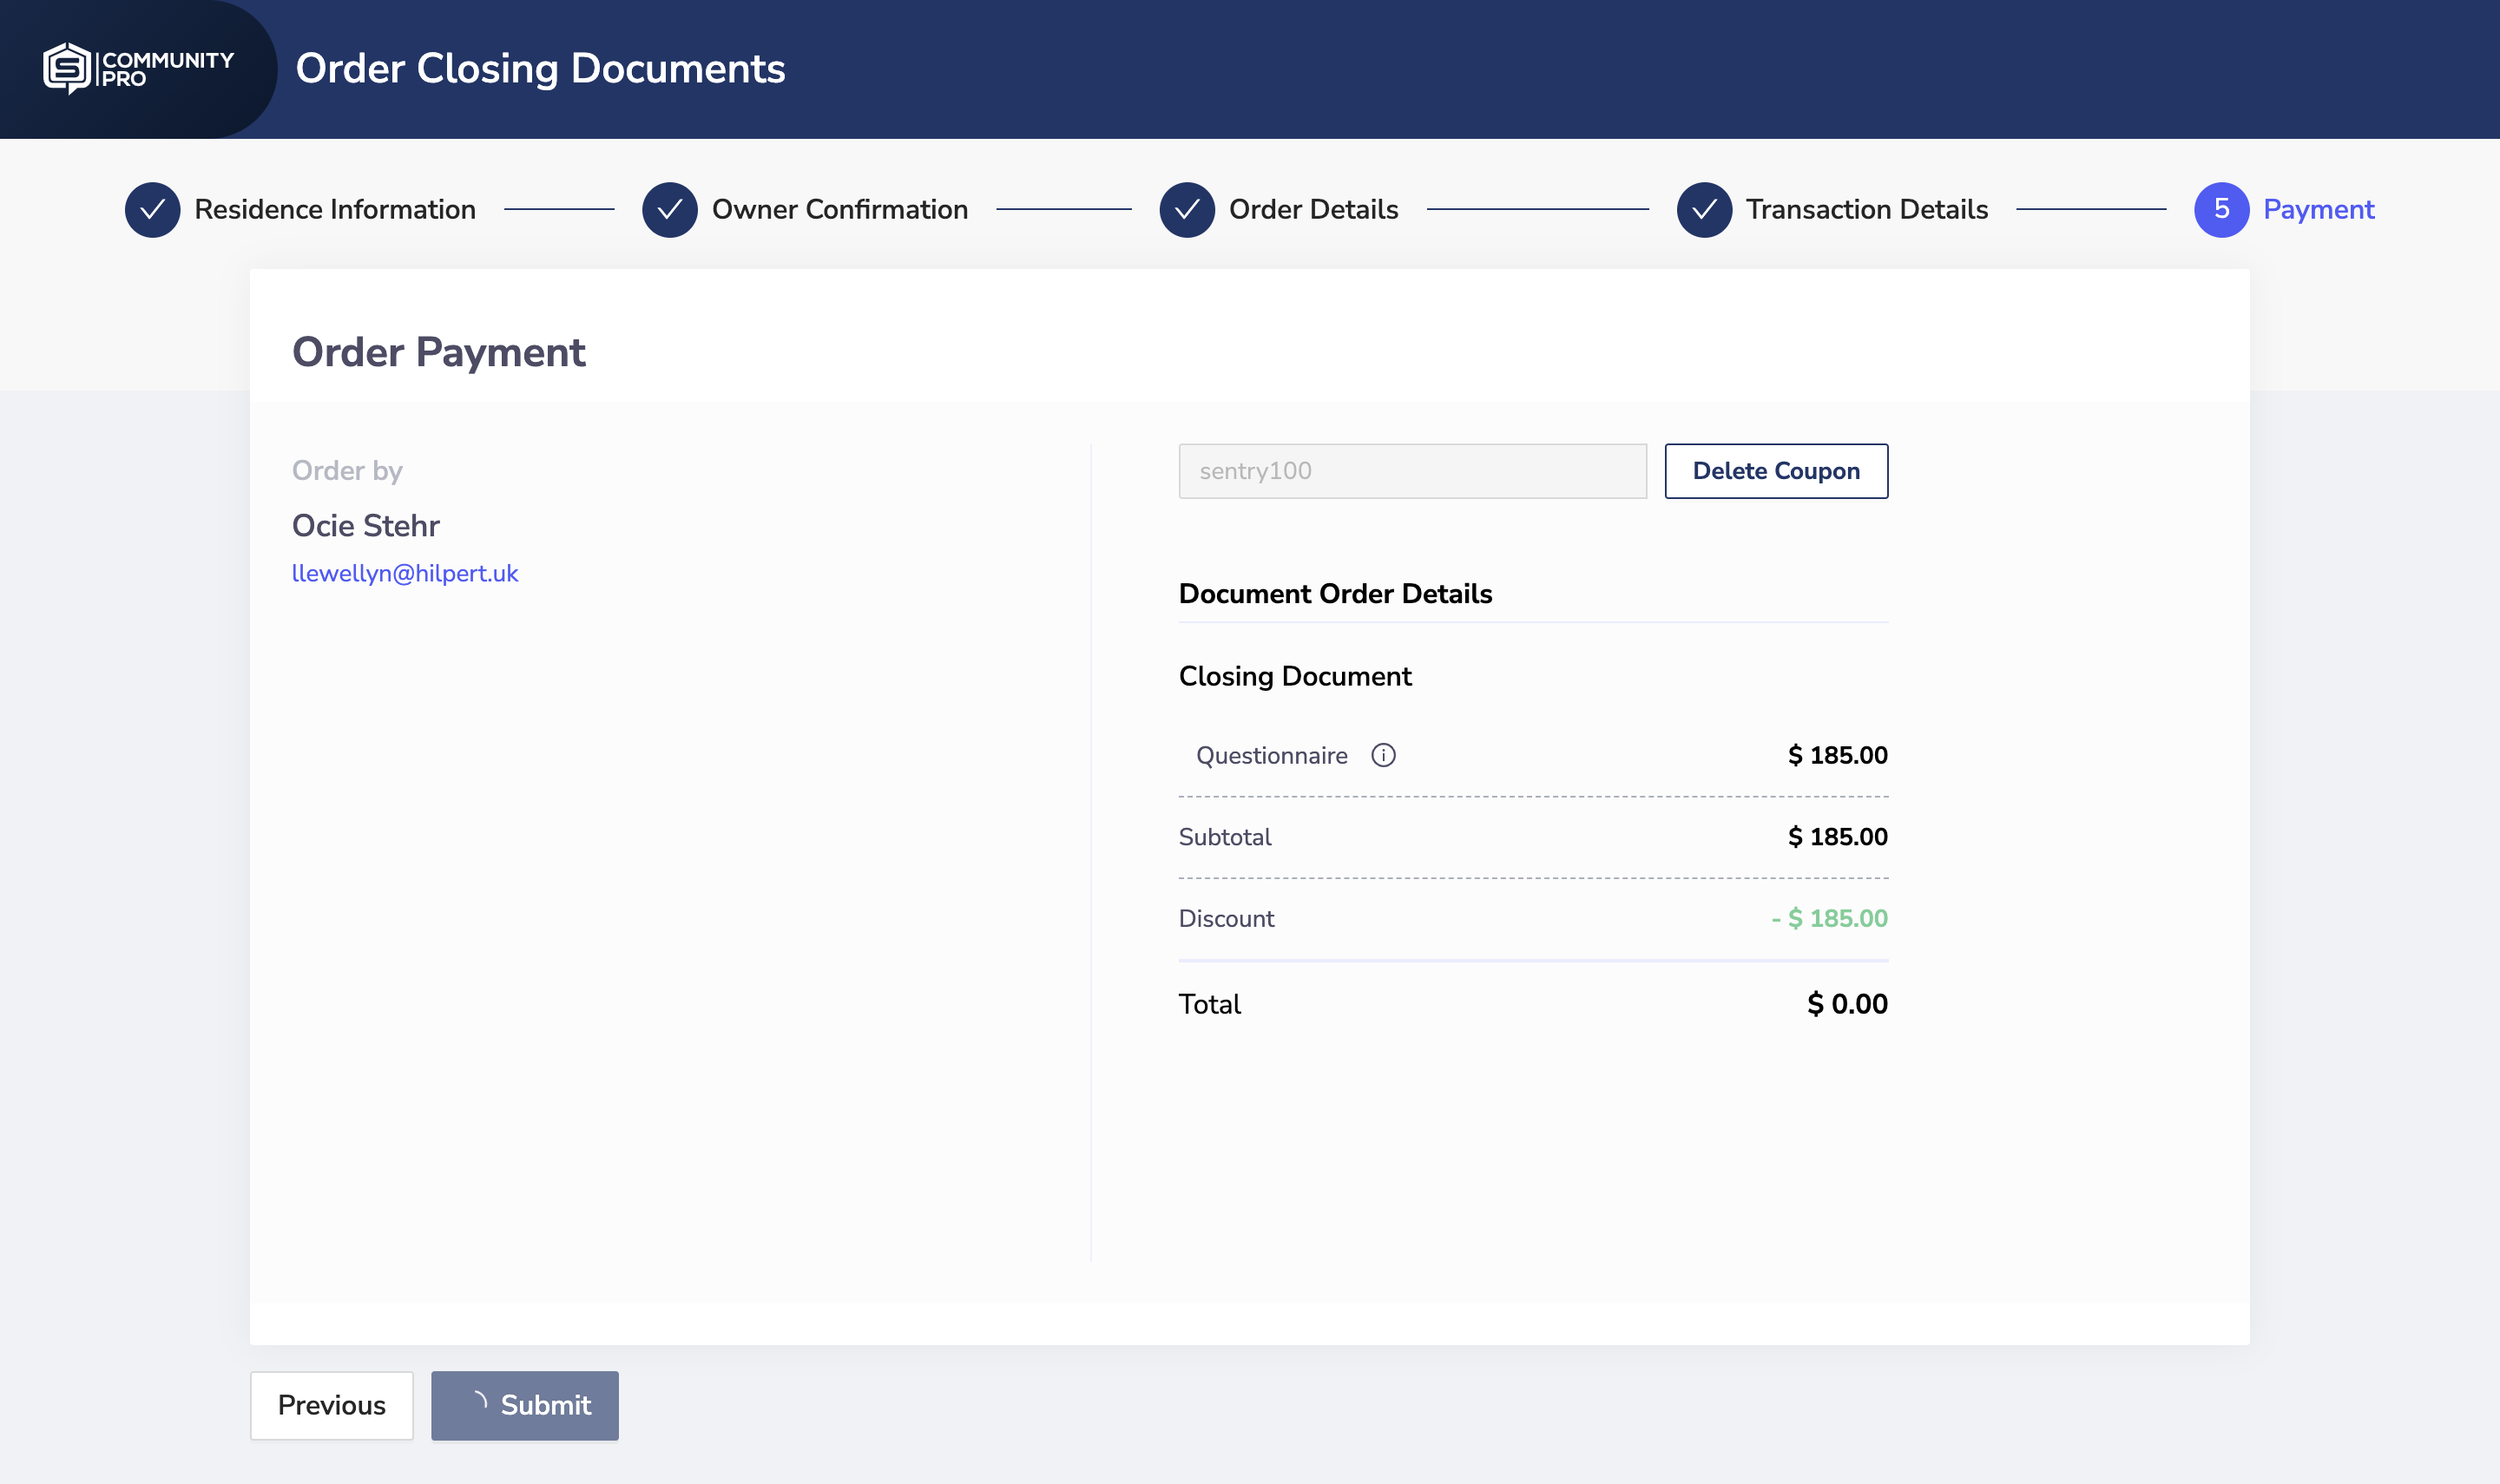 COMMUNITY
PRO
Order Closing Documents
Residence Information
Owner Confirmation
Order Details
Transaction Details
5 Payment
Order Payment
Order by
Ocie Stehr
llewellyn@hilpert.uk
sentry100
Delete Coupon
Document Order Details
Closing Document
Questionnaire $ 185.00
Subtotal $ 185.00
Discount - $ 185.00
Total $ 0.00
Previous
Submit